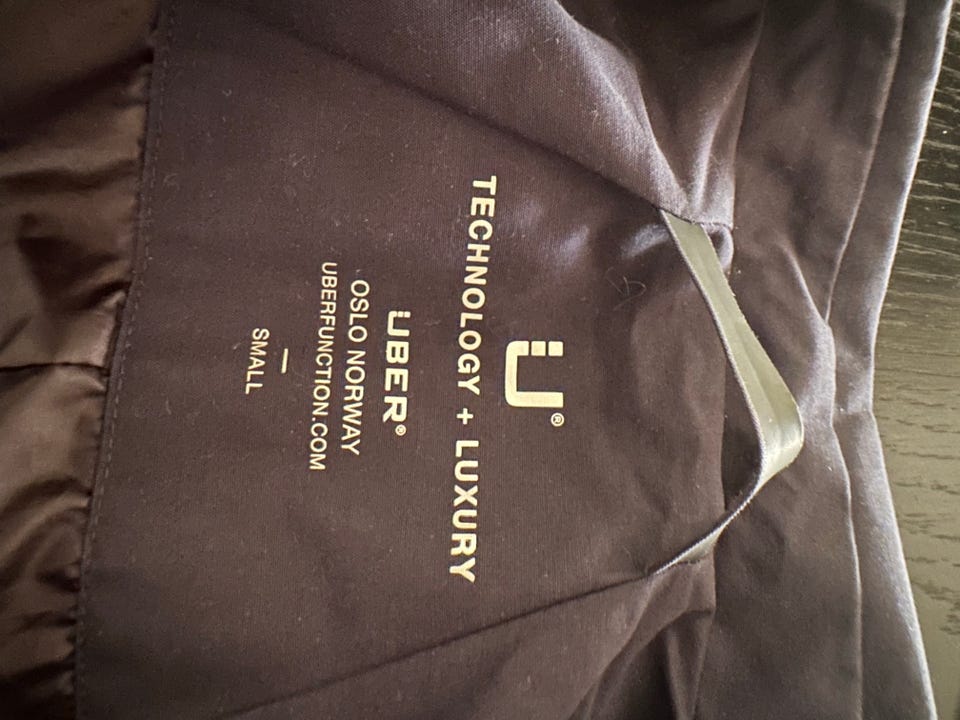 Ü®
TECHNOLOGY + LUXURY
ÜBER®
OSLO NORWAY
UBERFUNCTION.COM
—
SMALL